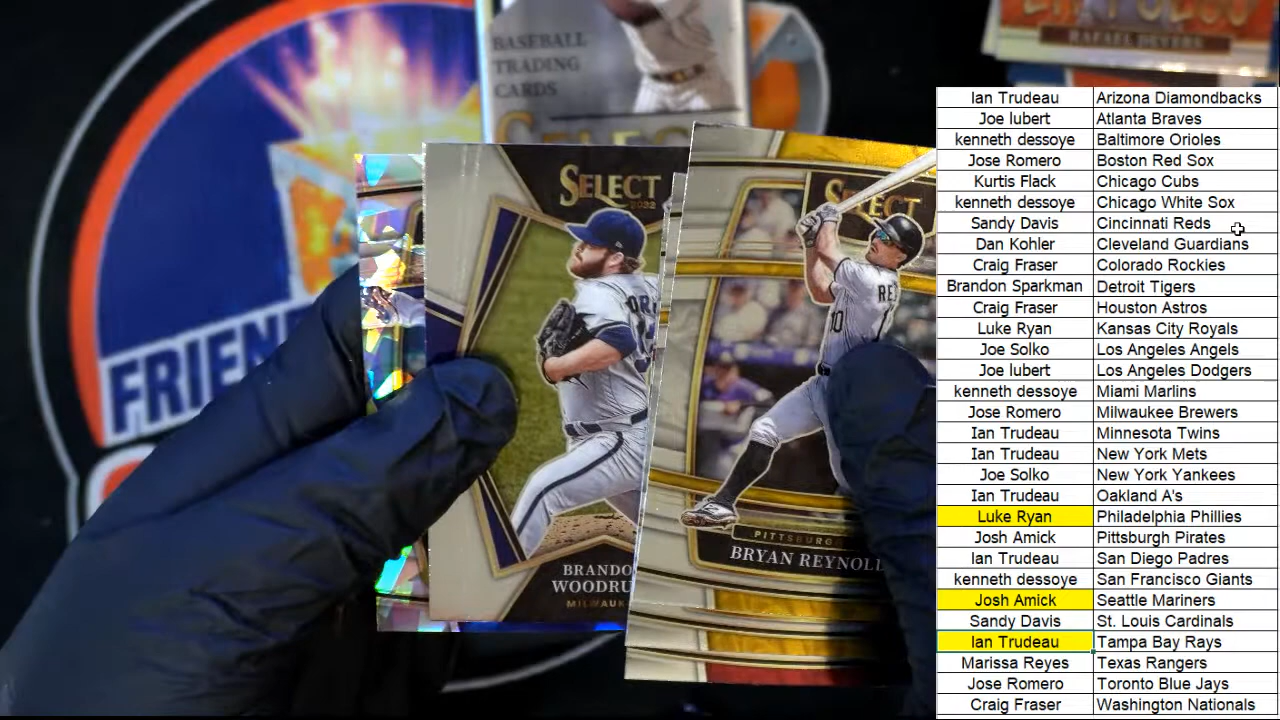 BASEBALL
TRADING
CARDS
SELECT
RAFAEL DEVERS
FRIEN
SELECT
2022
BRANDO
WOODRU
MILWAUK
SELECT
PITTSBURG
BRYAN REYNOLD
Ian Trudeau Arizona Diamondbacks
Joe lubert Atlanta Braves
kenneth dessoye Baltimore Orioles
Jose Romero Boston Red Sox
Kurtis Flack Chicago Cubs
kenneth dessoye Chicago White Sox
Sandy Davis Cincinnati Reds
Dan Kohler Cleveland Guardians
Craig Fraser Colorado Rockies
Brandon Sparkman Detroit Tigers
Craig Fraser Houston Astros
Luke Ryan Kansas City Royals
Joe Solko Los Angeles Angels
Joe lubert Los Angeles Dodgers
kenneth dessoye Miami Marlins
Jose Romero Milwaukee Brewers
Ian Trudeau Minnesota Twins
Ian Trudeau New York Mets
Joe Solko New York Yankees
Ian Trudeau Oakland A's
Luke Ryan Philadelphia Phillies
Josh Amick Pittsburgh Pirates
Ian Trudeau San Diego Padres
kenneth dessoye San Francisco Giants
Josh Amick Seattle Mariners
Sandy Davis St. Louis Cardinals
Ian Trudeau Tampa Bay Rays
Marissa Reyes Texas Rangers
Jose Romero Toronto Blue Jays
Craig Fraser Washington Nationals